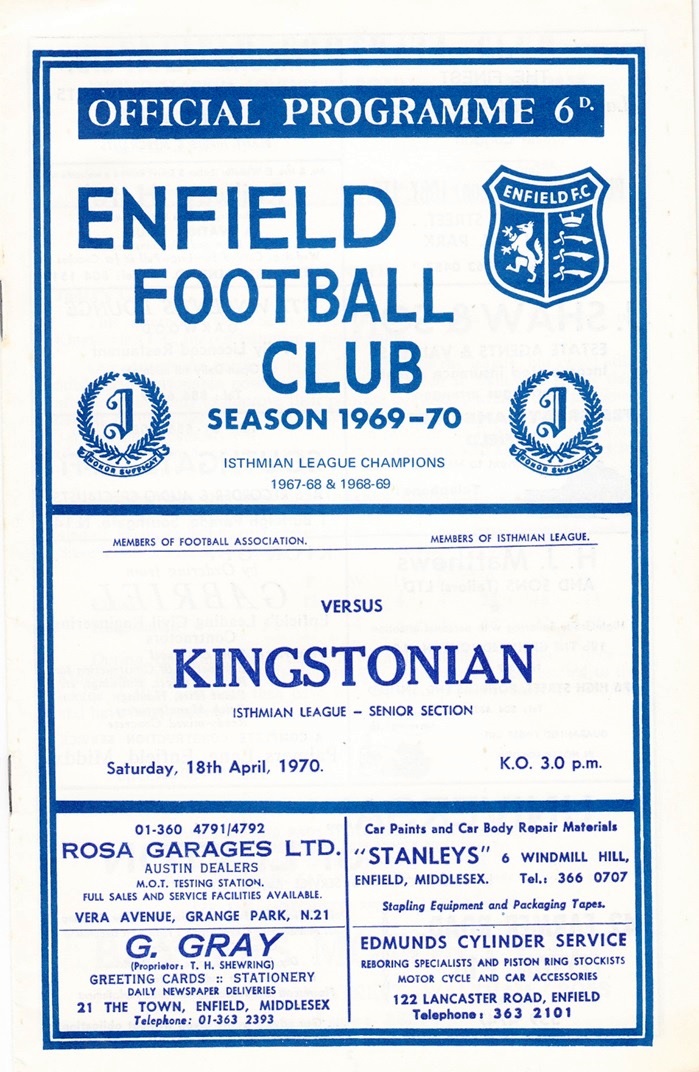 OFFICIAL PROGRAMME 6D.
ENFIELD F.C
ENFIELD
FOOTBALL
CLUB
SEASON 1969-70
J
HONOR SUFFICAT
J
HONOR SUFFICAT
ISTHMIAN LEAGUE CHAMPIONS
1967-68 & 1968-69
MEMBERS OF FOOTBALL ASSOCIATION.
MEMBERS OF ISTHMIAN LEAGUE.
VERSUS
KINGSTONIAN
ISTHMIAN LEAGUE – SENIOR SECTION
Saturday, 18th April, 1970.
K.O. 3.0 p.m.
01-360 4791/4792
ROSA GARAGES LTD.
AUSTIN DEALERS
M.O.T. TESTING STATION.
FULL SALES AND SERVICE FACILITIES AVAILABLE.
VERA AVENUE, GRANGE PARK, N.21
Car Paints and Car Body Repair Materials
"STANLEYS" 6 WINDMILL HILL,
ENFIELD, MIDDLESEX. Tel.: 366 0707
Stapling Equipment and Packaging Tapes.
G. GRAY
(Proprietor: T. H. SHEWRING)
GREETING CARDS :: STATIONERY
DAILY NEWSPAPER DELIVERIES
21 THE TOWN, ENFIELD, MIDDLESEX
Telephone: 01-363 2393
EDMUNDS CYLINDER SERVICE
REBORING SPECIALISTS AND PISTON RING STOCKISTS
MOTOR CYCLE AND CAR ACCESSORIES
122 LANCASTER ROAD, ENFIELD
Telephone: 363 2101